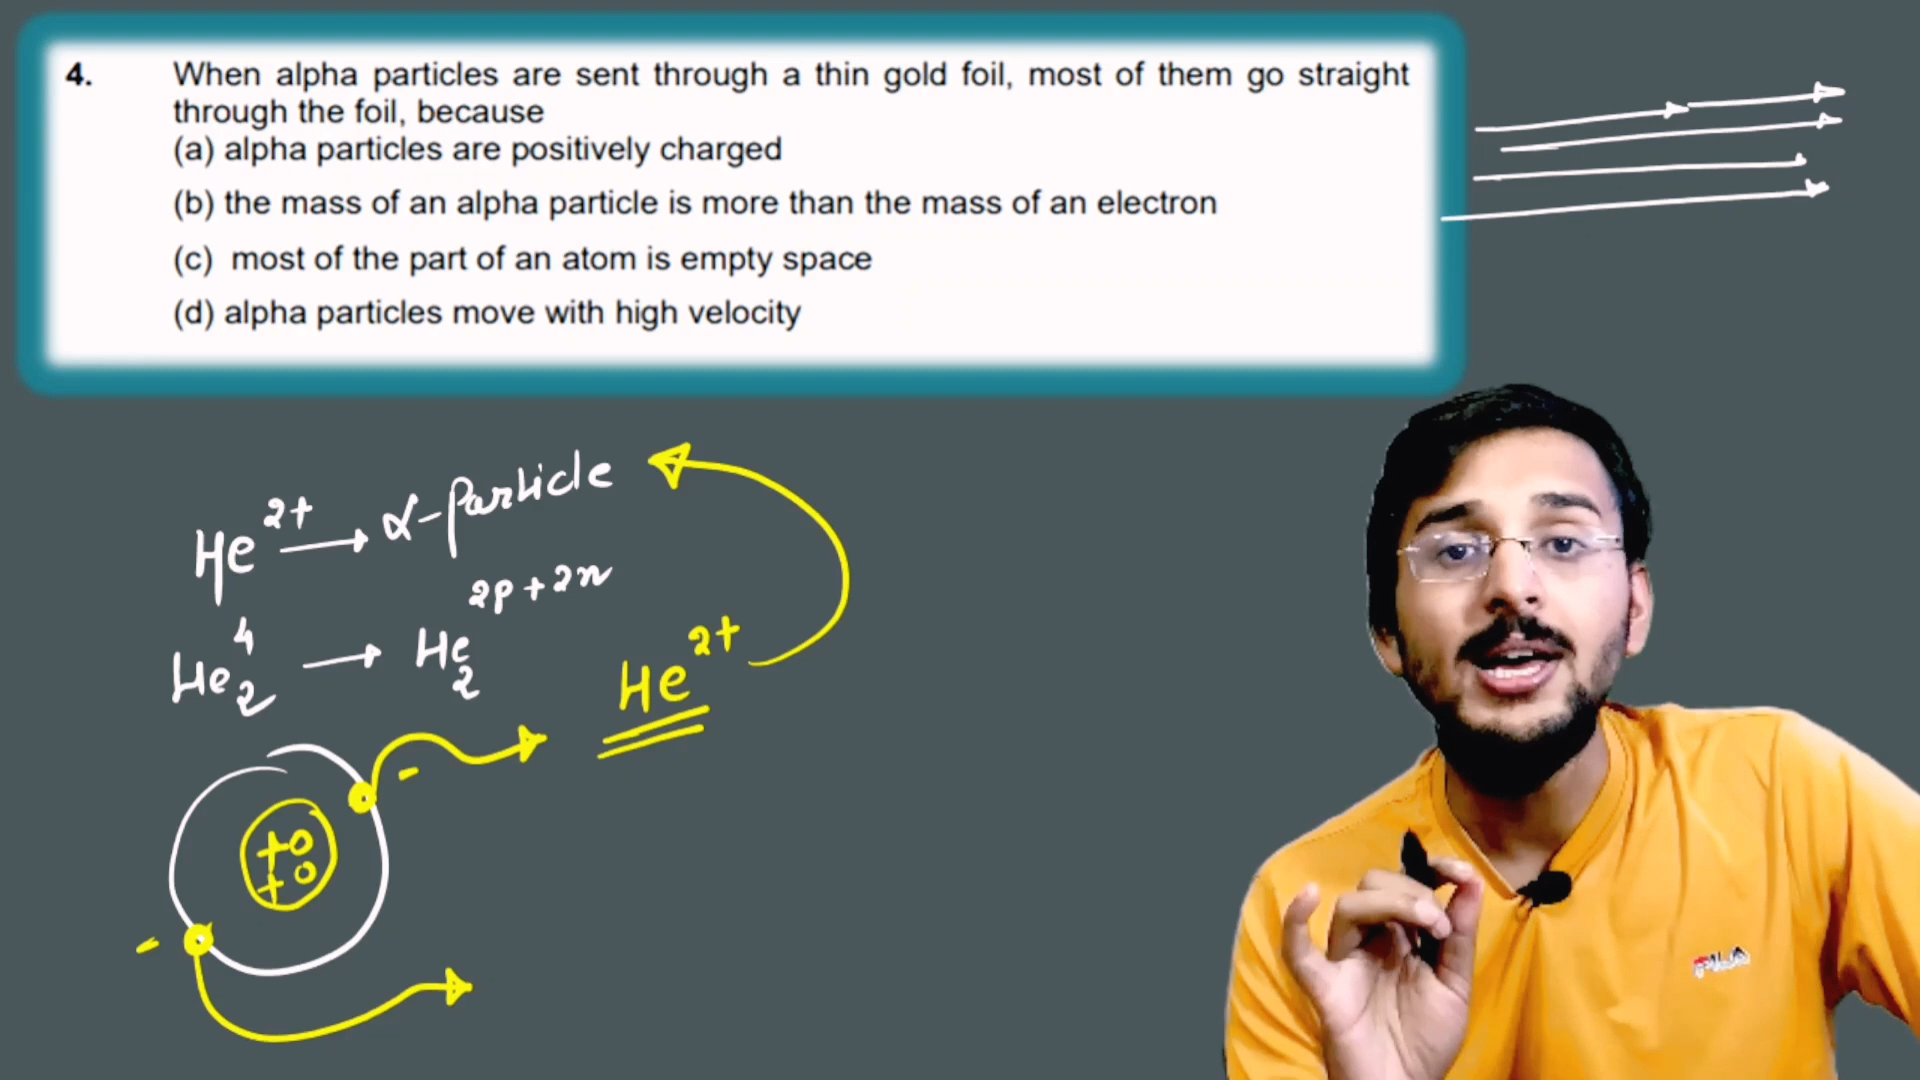 4. When alpha particles are sent through a thin gold foil, most of them go straight
through the foil, because
(a) alpha particles are positively charged
(b) the mass of an alpha particle is more than the mass of an electron
(c) most of the part of an atom is empty space
(d) alpha particles move with high velocity
He2+ → α-Particle
He24 → He2 2p+2n
He2+
-
+o
+o
-